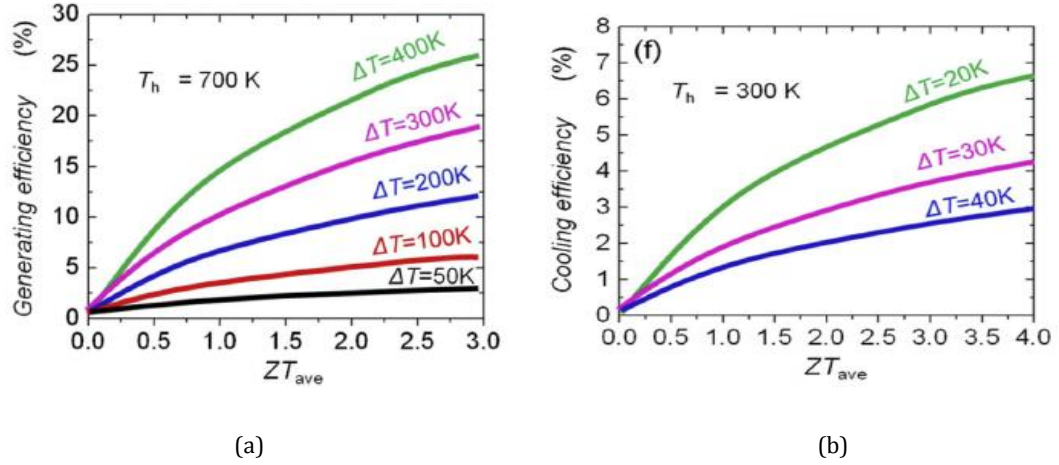 30
25
20
15
10
5
0
Generating efficiency (%)
T_h = 700 K
ΔT=400K
ΔT=300K
ΔT=200K
ΔT=100K
ΔT=50K
0.0 0.5 1.0 1.5 2.0 2.5 3.0
ZT_ave
(a)
8
7
6
5
4
3
2
1
0
Cooling efficiency (%)
(f)
T_h = 300 K
ΔT=20K
ΔT=30K
ΔT=40K
0.0 0.5 1.0 1.5 2.0 2.5 3.0 3.5 4.0
ZT_ave
(b)